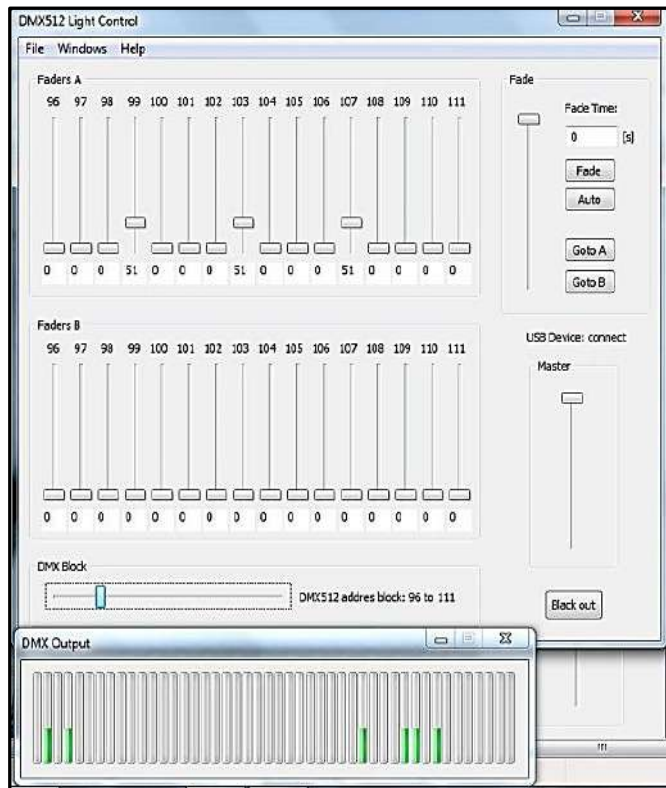 DMX512 Light Control
File Windows Help
Faders A
96 97 98 99 100 101 102 103 104 105 106 107 108 109 110 111
0 0 0 51 0 0 0 51 0 0 0 51 0 0 0 0
Fade
Fade Time:
0 [s]
Fade
Auto
Goto A
Goto B
Faders B
96 97 98 99 100 101 102 103 104 105 106 107 108 109 110 111
0 0 0 0 0 0 0 0 0 0 0 0 0 0 0 0
USB Device: connect
Master
DMX Block
DMX512 addres block: 96 to 111
Black out
DMX Output